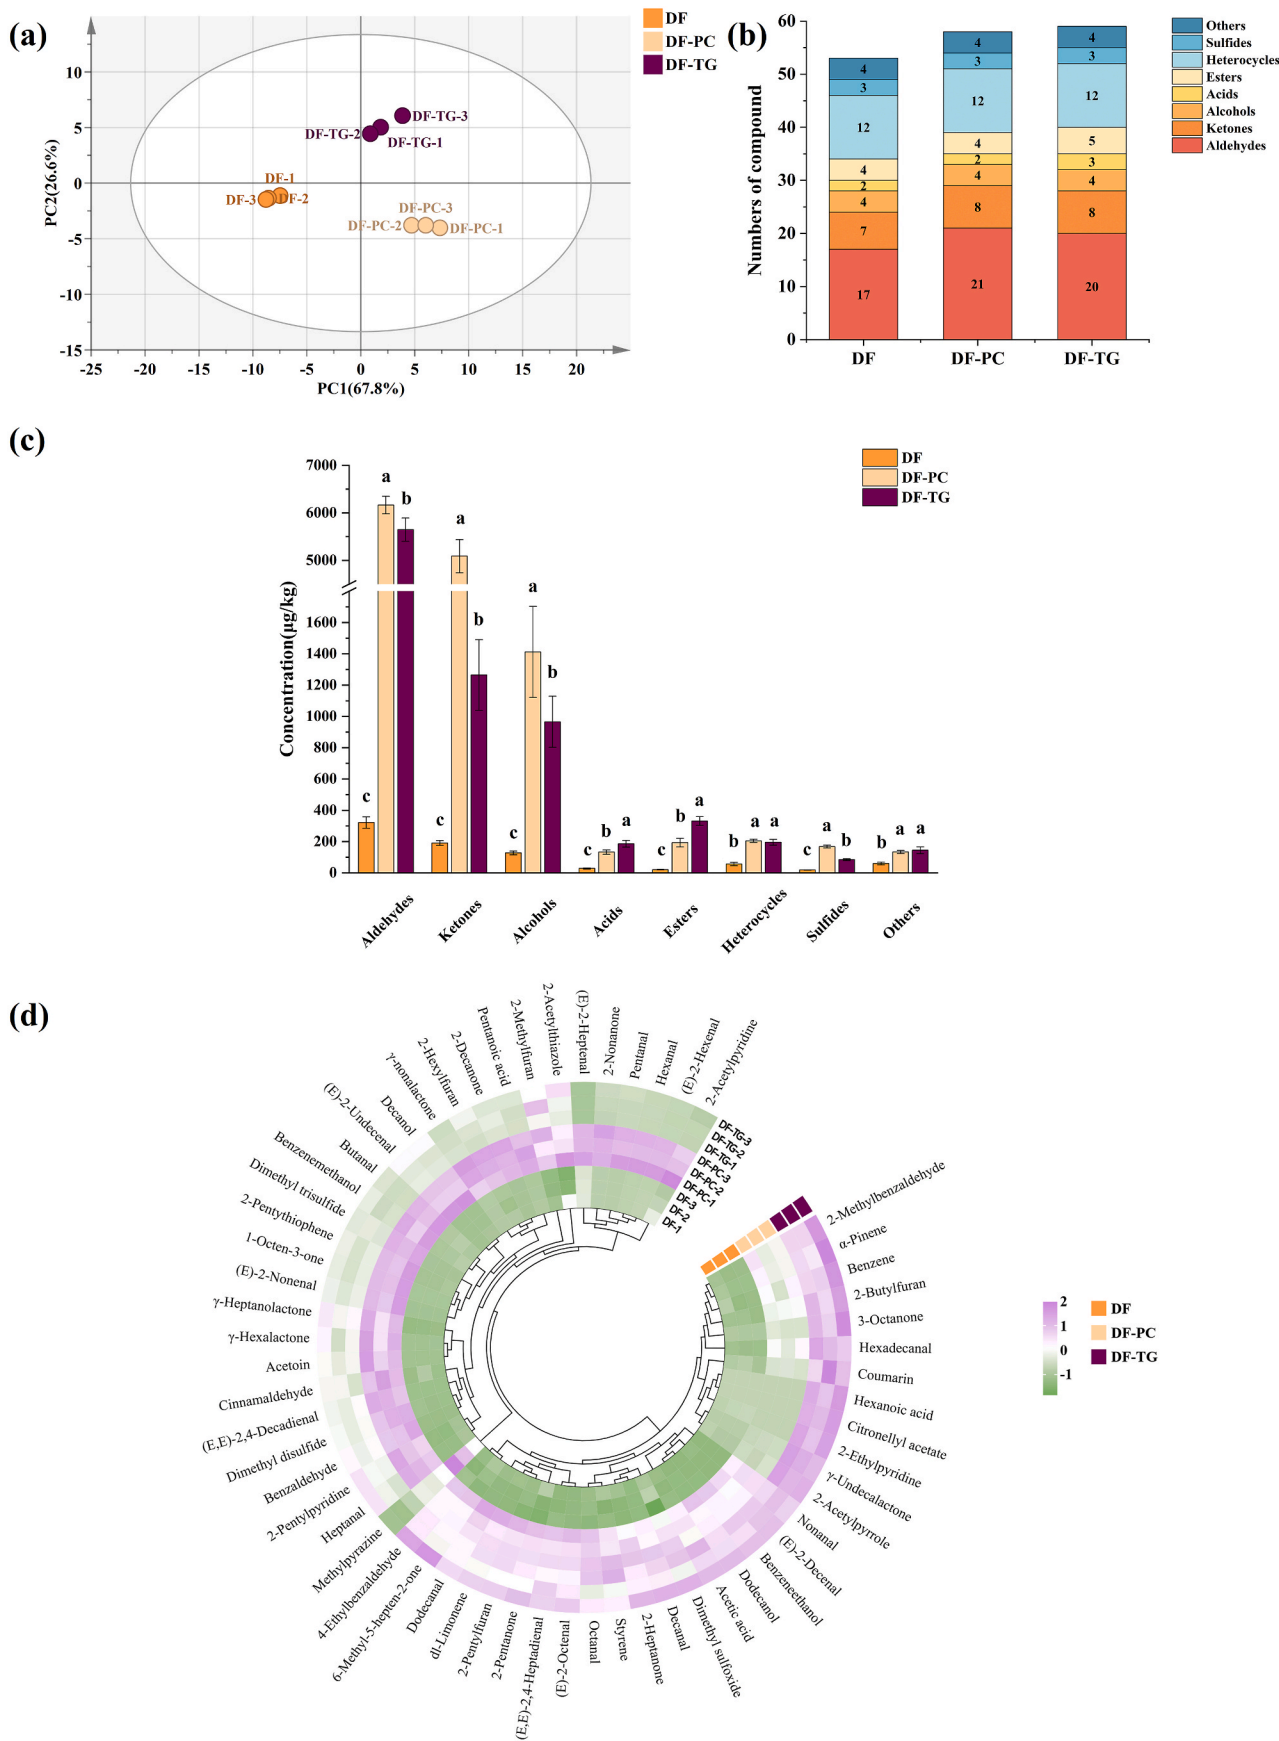 (a)
DF
DF-PC
DF-TG
10
5
0
-5
-10
-15
-25
-20
-15
-10
-5
0
5
10
15
20
PC2(26.6%)
PC1(67.8%)
DF-TG-3
DF-TG-2
DF-TG-1
DF-1
DF-3
DF-2
DF-PC-3
DF-PC-2
DF-PC-1
(b)
Others
Sulfides
Heterocycles
Esters
Acids
Alcohols
Ketones
Aldehydes
Numbers of compound
60
50
40
30
20
10
0
4
3
12
4
2
4
7
17
4
3
12
4
2
4
8
21
4
3
12
5
3
4
8
20
DF
DF-PC
DF-TG
(c)
DF
DF-PC
DF-TG
Concentration(μg/kg)
7000
6000
5000
1600
1400
1200
1000
800
600
400
200
0
c
a
b
c
a
b
c
a
b
c
b
a
c
b
a
b
a
a
c
a
b
b
a
a
Aldehydes
Ketones
Alcohols
Acids
Esters
Heterocycles
Sulfides
Others
(d)
2-Methylbenzaldehyde
α-Pinene
Benzene
2-Butylfuran
3-Octanone
Hexadecanal
Coumarin
Hexanoic acid
Citronellyl acetate
2-Ethylpyridine
γ-Undecalactone
2-Acetylpyrrole
Nonanal
(E)-2-Decenal
Benzeneethanol
Dodecanol
Acetic acid
Dimethyl sulfoxide
Decanal
2-Heptanone
Styrene
Octanal
(E)-2-Octenal
(E,E)-2,4-Heptadienal
2-Pentanone
2-Pentylfuran
dl-Limonene
Dodecanal
6-Methyl-5-hepten-2-one
4-Ethylbenzaldehyde
Methylpyrazine
Heptanal
2-Pentylpyridine
Benzaldehyde
Dimethyl disulfide
(E,E)-2,4-Decadienal
Cinnamaldehyde
Acetoin
γ-Hexalactone
γ-Heptanolactone
(E)-2-Nonenal
1-Octen-3-one
2-Pentythiophene
Dimethyl trisulfide
Benzenemethanol
Butanal
(E)-2-Undecenal
Decanol
γ-nonalactone
2-Hexylfuran
2-Decanone
Pentanoic acid
2-Methylfuran
2-Acetylthiazole
(E)-2-Heptenal
2-Nonanone
Pentanal
Hexanal
(E)-2-Hexenal
2-Acetylpyridine
DF-TG-3
DF-TG-2
DF-TG-1
DF-PC-3
DF-PC-2
DF-PC-1
DF-3
DF-2
DF-1
2
1
0
-1
DF
DF-PC
DF-TG